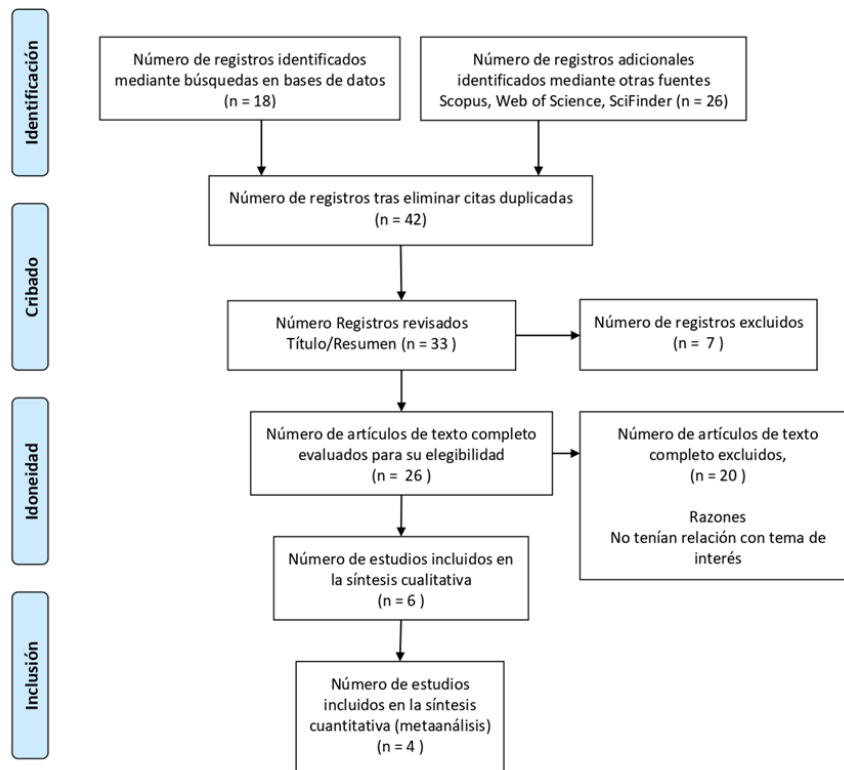 Identificación
Número de registros identificados
mediante búsquedas en bases de datos
(n = 18)
Número de registros adicionales
identificados mediante otras fuentes
Scopus, Web of Science, SciFinder (n = 26)
Número de registros tras eliminar citas duplicadas
(n = 42)
Cribado
Número Registros revisados
Título/Resumen (n = 33 )
Número de registros excluidos
(n = 7 )
Idoneidad
Número de artículos de texto completo
evaluados para su elegibilidad
(n = 26 )
Número de artículos de texto
completo excluidos,
(n = 20 )
Razones
No tenían relación con tema de
interés
Número de estudios incluidos en
la síntesis cualitativa
(n = 6 )
Inclusión
Número de estudios
incluidos en la síntesis
cuantitativa (metaanálisis)
(n = 4 )